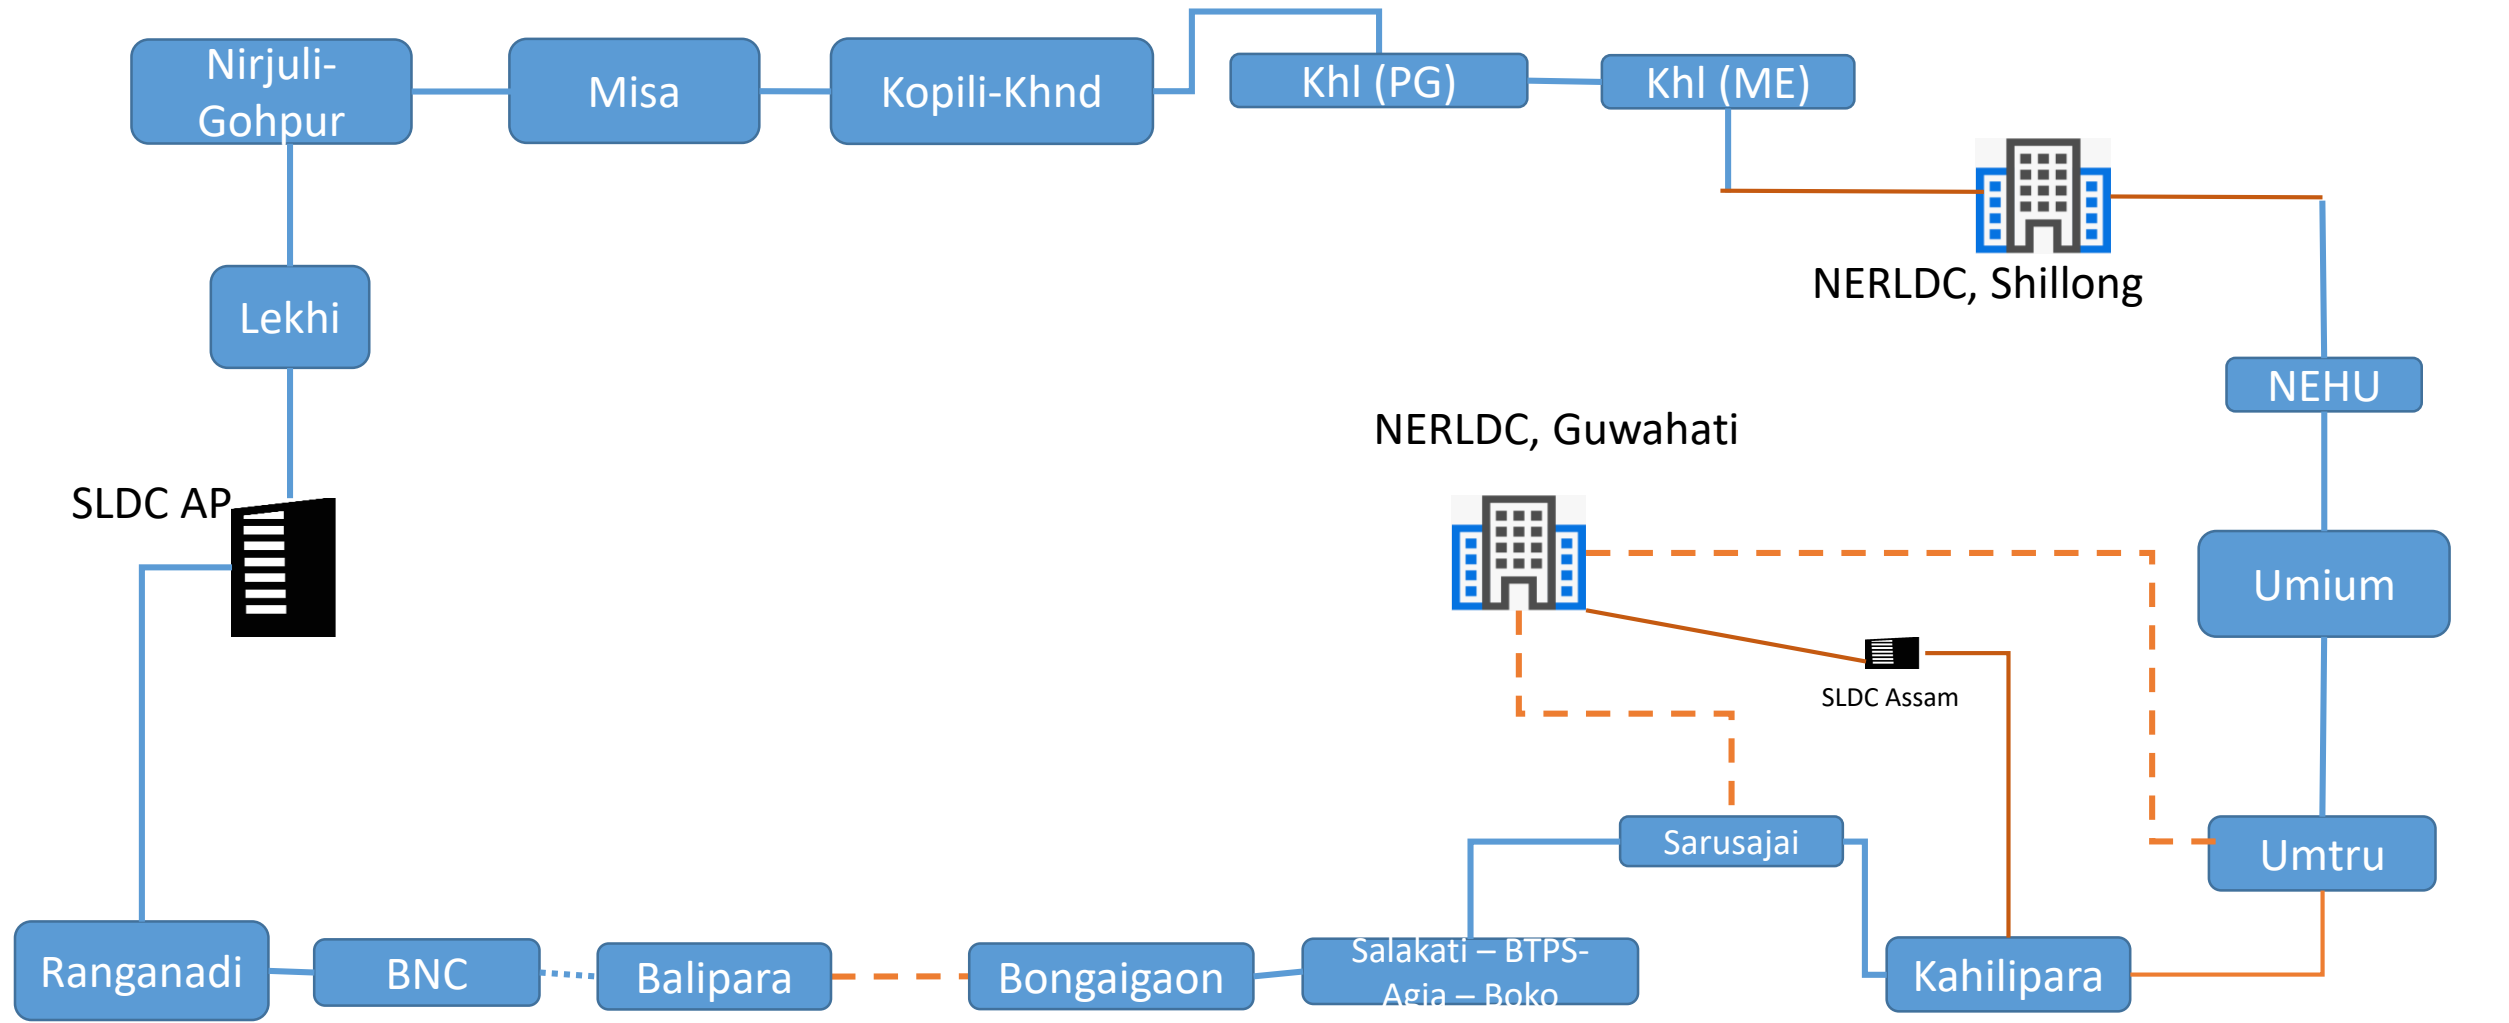 Nirjuli-
Gohpur
Misa
Kopili-Khnd
Khl (PG)
Khl (ME)
NERLDC, Shillong
Lekhi
NEHU
NERLDC, Guwahati
SLDC AP
Umium
SLDC Assam
Sarusajai
Umtru
Ranganadi
BNC
Balipara
Bongaigaon
Salakati – BTPS-
Agia – Boko
Kahilipara